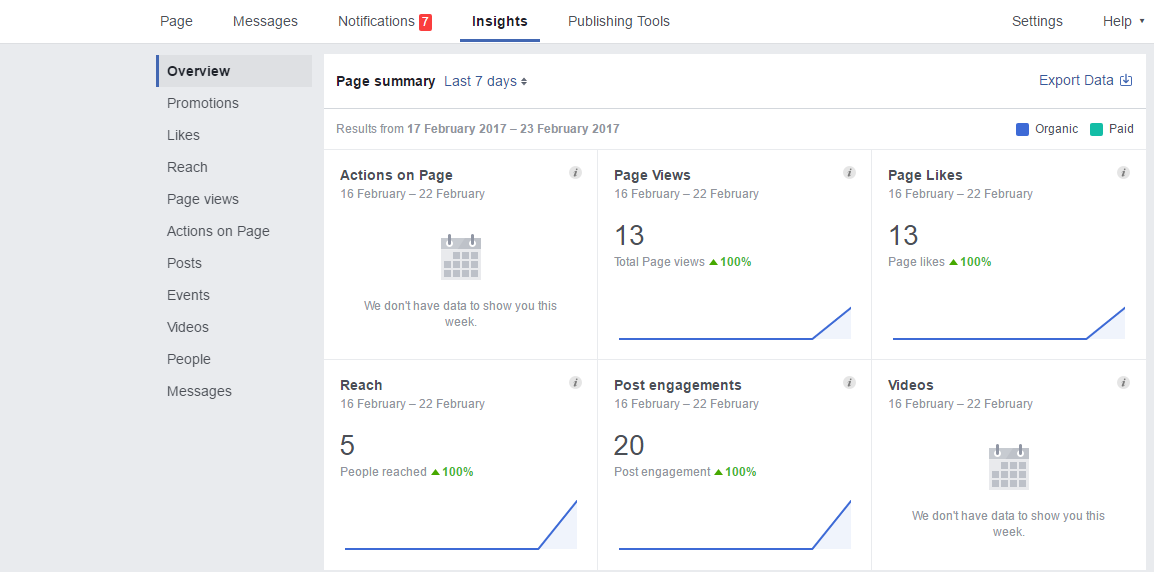 Page Messages Notifications 7 Insights Publishing Tools Settings Help
Overview
Promotions
Likes
Reach
Page views
Actions on Page
Posts
Events
Videos
People
Messages
Page summary Last 7 days
Export Data
Results from 17 February 2017 – 23 February 2017
Organic Paid
Actions on Page
i
16 February – 22 February
We don't have data to show you this
week.
Page Views
i
16 February – 22 February
13
Total Page views 100%
Page Likes
i
16 February – 22 February
13
Page likes 100%
Reach
i
16 February – 22 February
5
People reached 100%
Post engagements
i
16 February – 22 February
20
Post engagement 100%
Videos
i
16 February – 22 February
We don't have data to show you this
week.